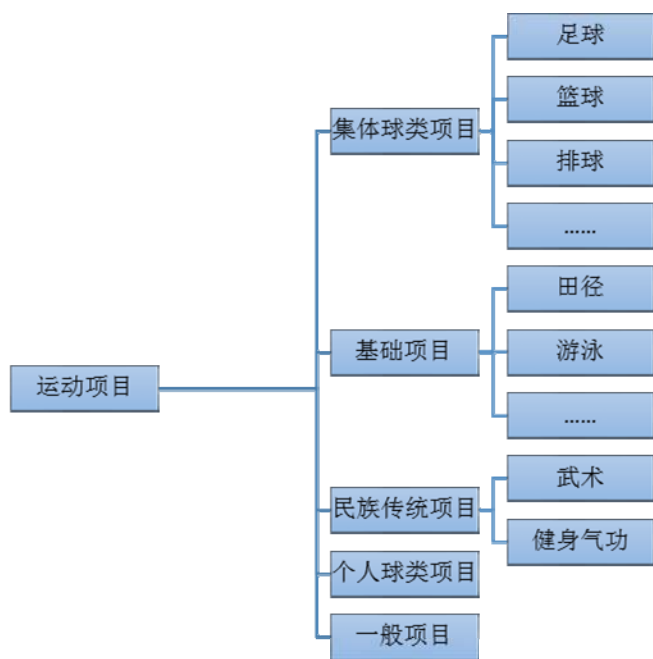 运动项目
集体球类项目
足球
篮球
排球
……
基础项目
田径
游泳
……
民族传统项目
武术
健身气功
个人球类项目
一般项目